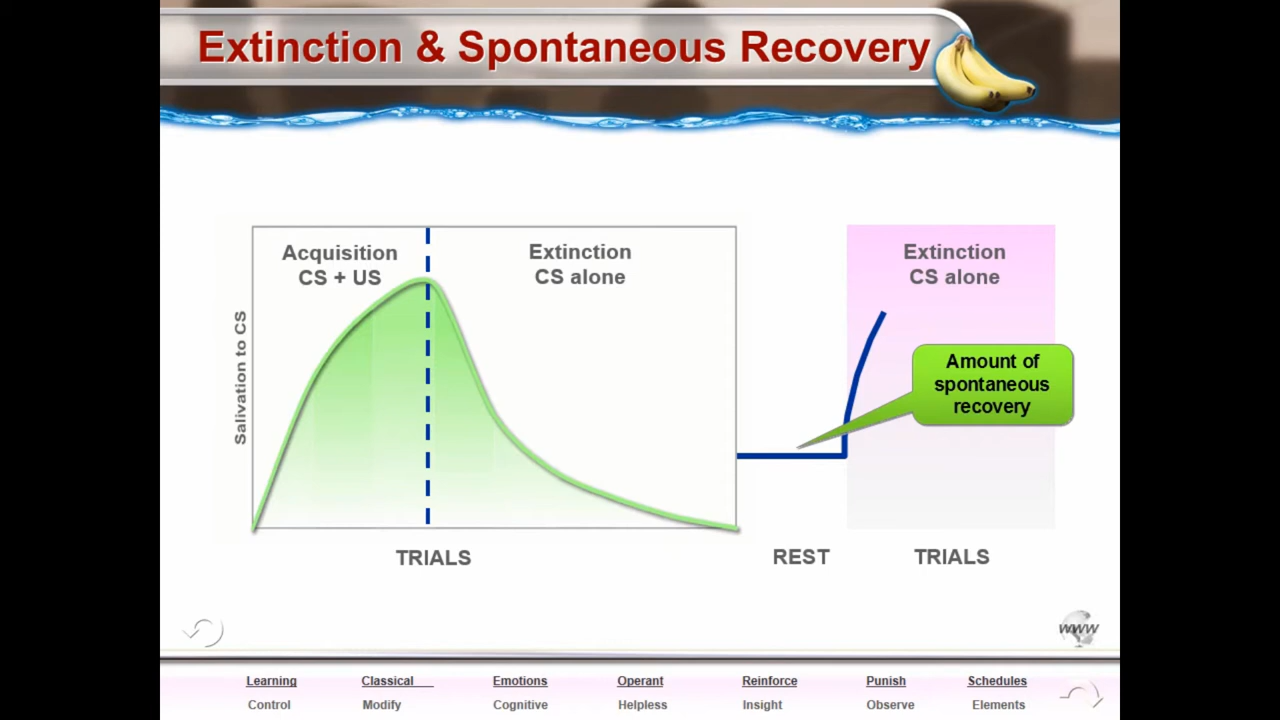 Extinction & Spontaneous Recovery
Acquisition
CS + US
Extinction
CS alone
Extinction
CS alone
Salivation to CS
Amount of
spontaneous
recovery
TRIALS
REST
TRIALS
www
Learning Classical Emotions Operant Reinforce Punish Schedules
Control Modify Cognitive Helpless Insight Observe Elements